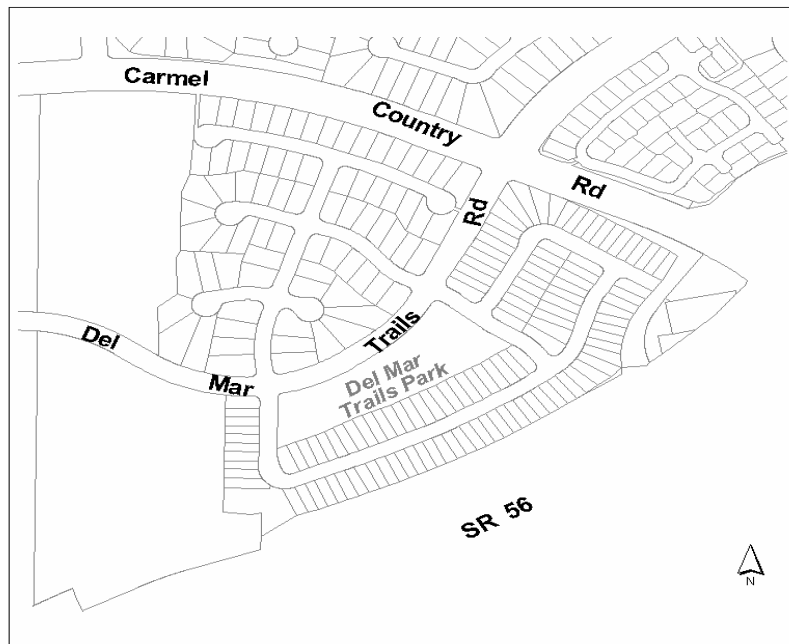 Carmel
Country
Rd
Rd
Del
Mar
Trails
Del Mar
Trails Park
SR 56
N